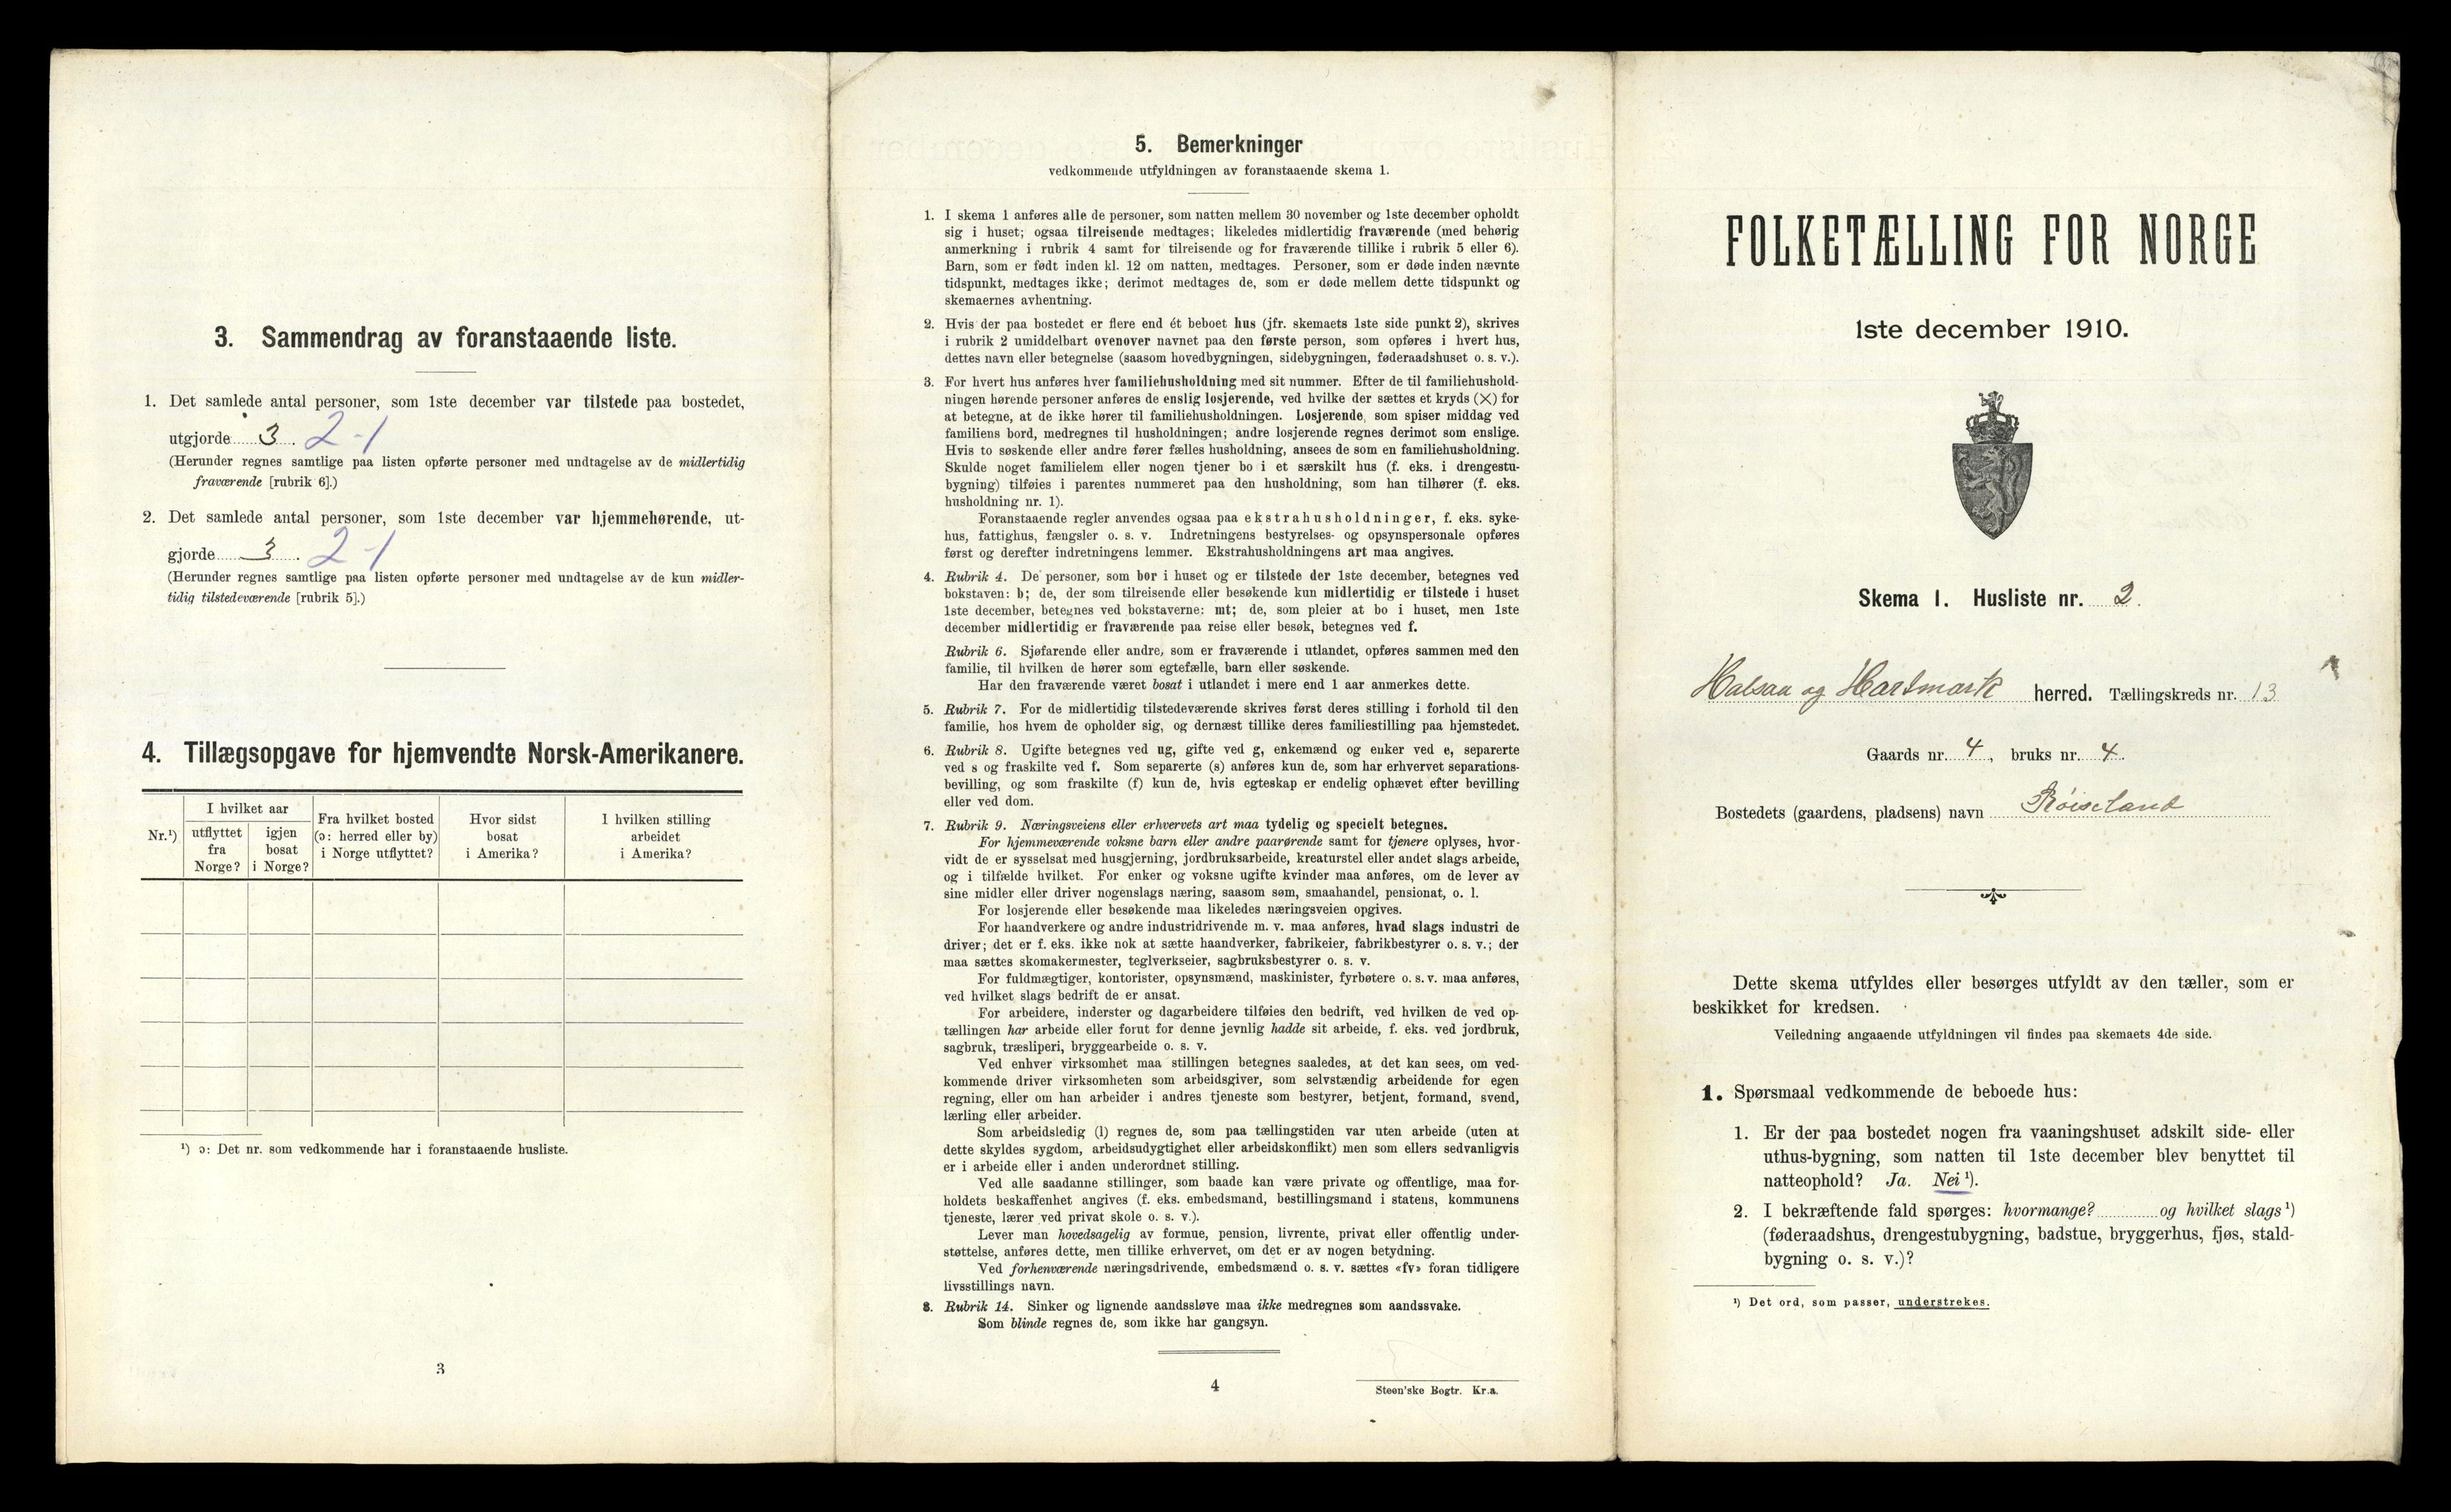 3. Sammendrag av foranstaaende liste.
1. Det samlede antal personer, som 1ste december var tilstede paa bostedet,
utgjorde 3. 2-1
(Herunder regnes samtlige paa listen opførte personer med undtagelse av de midlertidig
fraværende [rubrik 6].)
2. Det samlede antal personer, som 1ste december var hjemmehørende, ut-
gjorde 3. 2-1
(Herunder regnes samtlige paa listen opførte personer med undtagelse av de kun midler-
tidig tilstedeværende [rubrik 5].)
4. Tillægsopgave for hjemvendte Norsk-Amerikanere.
Nr.¹)
I hvilket aar
utflyttet
fra
Norge?
igjen
bosat
i Norge?
Fra hvilket bosted
(ɔ: herred eller by)
i Norge utflyttet?
Hvor sidst
bosat
i Amerika?
I hvilken stilling
arbeidet
i Amerika?
¹) ɔ: Det nr. som vedkommende har i foranstaaende husliste.
3
5. Bemerkninger
vedkommende utfyldningen av foranstaaende skema 1.
1. I skema 1 anføres alle de personer, som natten mellem 30 november og 1ste december opholdt
sig i huset; ogsaa tilreisende medtages; likeledes midlertidig fraværende (med behørig
anmerkning i rubrik 4 samt for tilreisende og for fraværende tillike i rubrik 5 eller 6).
Barn, som er født inden kl. 12 om natten, medtages. Personer, som er døde inden nævnte
tidspunkt, medtages ikke; derimot medtages de, som er døde mellem dette tidspunkt og
skemaernes avhentning.
2. Hvis der paa bostedet er flere end ét beboet hus (jfr. skemaets 1ste side punkt 2), skrives
i rubrik 2 umiddelbart ovenover navnet paa den første person, som opføres i hvert hus,
dettes navn eller betegnelse (saasom hovedbygningen, sidebygningen, føderaadshuset o. s. v.).
3. For hvert hus anføres hver familiehusholdning med sit nummer. Efter de til familiehushold-
ningen hørende personer anføres de enslig losjerende, ved hvilke der sættes et kryds (×) for
at betegne, at de ikke hører til familiehusholdningen. Losjerende, som spiser middag ved
familiens bord, medregnes til husholdningen; andre losjerende regnes derimot som enslige.
Hvis to søskende eller andre fører fælles husholdning, ansees de som en familiehusholdning.
Skulde noget familielem eller nogen tjener bo i et særskilt hus (f. eks. i drengestu-
bygning) tilføies i parentes nummeret paa den husholdning, som han tilhører (f. eks.
husholdning nr. 1).
Foranstaaende regler anvendes ogsaa paa ekstrahusholdninger, f. eks. syke-
hus, fattighus, fængsler o. s. v. Indretningens bestyrelses- og opsynspersonale opføres
først og derefter indretningens lemmer. Ekstrahusholdningens art maa angives.
4. Rubrik 4. De personer, som bor i huset og er tilstede der 1ste december, betegnes ved
bokstaven: b; de, der som tilreisende eller besøkende kun midlertidig er tilstede i huset
1ste december, betegnes ved bokstaverne: mt; de, som pleier at bo i huset, men 1ste
december midlertidig er fraværende paa reise eller besøk, betegnes ved f.
Rubrik 6. Sjøfarende eller andre, som er fraværende i utlandet, opføres sammen med den
familie, til hvilken de hører som egtefælle, barn eller søskende.
Har den fraværende været bosat i utlandet i mere end 1 aar anmerkes dette.
5. Rubrik 7. For de midlertidig tilstedeværende skrives først deres stilling i forhold til den
familie, hos hvem de opholder sig, og dernæst tillike deres familiestilling paa hjemstedet.
6. Rubrik 8. Ugifte betegnes ved ug, gifte ved g, enkemænd og enker ved e, separerte
ved s og fraskilte ved f. Som separerte (s) anføres kun de, som har erhvervet separations-
bevilling, og som fraskilte (f) kun de, hvis egteskap er endelig ophævet efter bevilling
eller ved dom.
7. Rubrik 9. Næringsveiens eller erhvervets art maa tydelig og specielt betegnes.
For hjemmeværende voksne barn eller andre paarørende samt for tjenere oplyses, hvor-
vidt de er sysselsat med husgjerning, jordbruksarbeide, kreaturstel eller andet slags arbeide,
og i tilfælde hvilket. For enker og voksne ugifte kvinder maa anføres, om de lever av
sine midler eller driver nogenslags næring, saasom søm, smaahandel, pensionat, o. l.
For losjerende eller besøkende maa likeledes næringsveien opgives.
For haandverkere og andre industridrivende m. v. maa anføres, hvad slags industri de
driver; det er f. eks. ikke nok at sætte haandverker, fabrikeier, fabrikbestyrer o. s. v.; der
maa sættes skomakermester, teglverkseier, sagbruksbestyrer o. s. v.
For fuldmægtiger, kontorister, opsynsmænd, maskinister, fyrbøtere o. s. v. maa anføres,
ved hvilket slags bedrift de er ansat.
For arbeidere, inderster og dagarbeidere tilføies den bedrift, ved hvilken de ved op-
tællingen har arbeide eller forut for denne jevnlig hadde sit arbeide, f. eks. ved jordbruk,
sagbruk, træsliperi, bryggearbeide o. s. v.
Ved enhver virksomhet maa stillingen betegnes saaledes, at det kan sees, om ved-
kommende driver virksomheten som arbeidsgiver, som selvstændig arbeidende for egen
regning, eller om han arbeider i andres tjeneste som bestyrer, betjent, formand, svend,
lærling eller arbeider.
Som arbeidsledig (l) regnes de, som paa tællingstiden var uten arbeide (uten at
dette skyldes sygdom, arbeidsudygtighet eller arbeidskonflikt) men som ellers sedvanligvis
er i arbeide eller i anden underordnet stilling.
Ved alle saadanne stillinger, som baade kan være private og offentlige, maa for-
holdets beskaffenhet angives (f. eks. embedsmand, bestillingsmand i statens, kommunens
tjeneste, lærer ved privat skole o. s. v.).
Lever man hovedsagelig av formue, pension, livrente, privat eller offentlig under-
støttelse, anføres dette, men tillike erhvervet, om det er av nogen betydning.
Ved forhenværende næringsdrivende, embedsmænd o. s. v. sættes «fv» foran tidligere
livsstillings navn.
8. Rubrik 14. Sinker og lignende aandssløve maa ikke medregnes som aandssvake.
Som blinde regnes de, som ikke har gangsyn.
4
Steen'ske Bogtr. Kr.a.
FOLKETÆLLING FOR NORGE
1ste december 1910.
Skema 1. Husliste nr. 2.
Halsaa og Hartmark herred. Tællingskreds nr. 13
Gaards nr. 4, bruks nr. 4.
Bostedets (gaardens, pladsens) navn Røiseland
Dette skema utfyldes eller besørges utfyldt av den tæller, som er
beskikket for kredsen.
Veiledning angaaende utfyldningen vil findes paa skemaets 4de side.
1. Spørsmaal vedkommende de beboede hus:
1. Er der paa bostedet nogen fra vaaningshuset adskilt side- eller
uthus-bygning, som natten til 1ste december blev benyttet til
natteophold? Ja. Nei ¹).
2. I bekræftende fald spørges: hvormange? og hvilket slags ¹)
(føderaadshus, drengestubygning, badstue, bryggerhus, fjøs, stald-
bygning o. s. v.)?
¹) Det ord, som passer, understrekes.